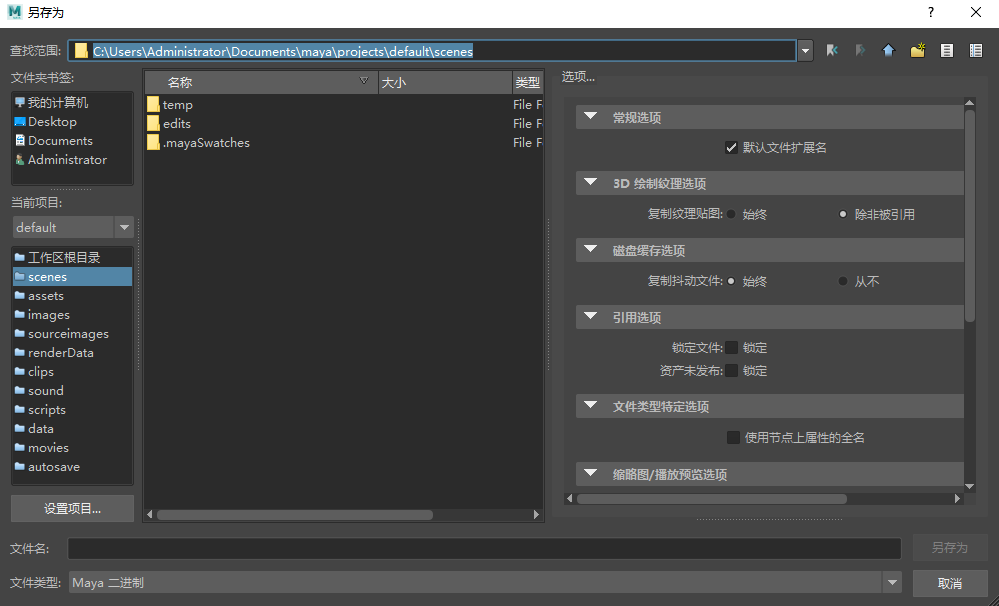 另存为
查找范围: C:\Users\Administrator\Documents\maya\projects\default\scenes
文件夹书签:
我的计算机
Desktop
Documents
Administrator
当前项目:
default
工作区根目录
scenes
assets
images
sourceimages
renderData
clips
sound
scripts
data
movies
autosave
设置项目...
名称 大小 类型
temp File F
edits File F
.mayaSwatches File F
选项...
常规选项
默认文件扩展名
3D 绘制纹理选项
复制纹理贴图: 始终 除非被引用
磁盘缓存选项
复制抖动文件: 始终 从不
引用选项
锁定文件: 锁定
资产未发布: 锁定
文件类型特定选项
使用节点上属性的全名
缩略图/播放预览选项
文件名: 另存为
文件类型: Maya 二进制 取消